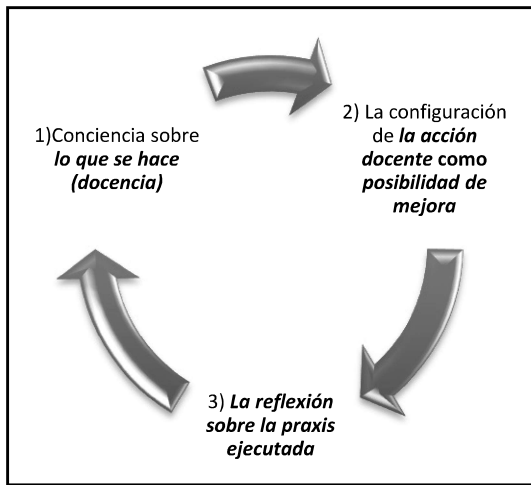 1)Conciencia sobre
lo que se hace
(docencia)
2) La configuración
de la acción
docente como
posibilidad de
mejora
3) La reflexión
sobre la praxis
ejecutada